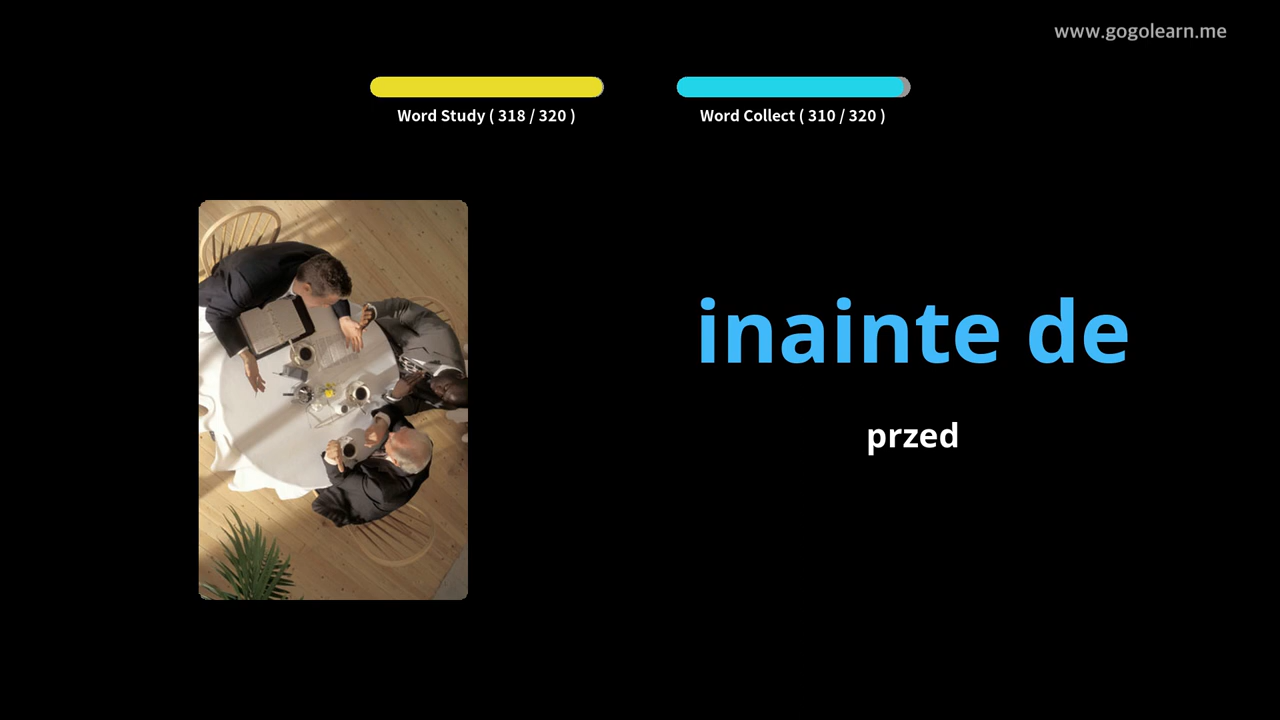 www.gogolearn.me
Word Study ( 318 / 320 )
Word Collect ( 310 / 320 )
inainte de
przed